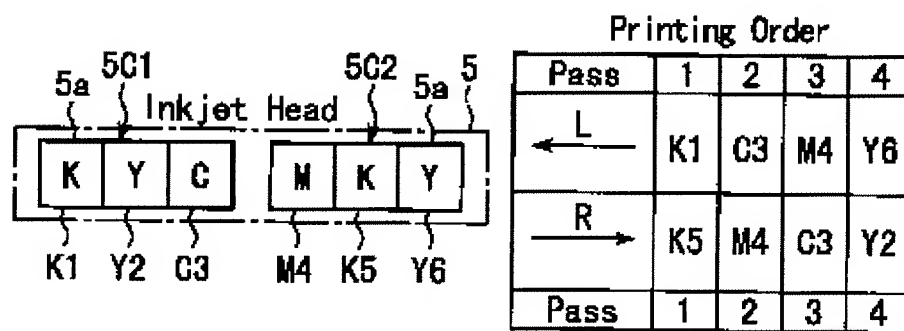 Printing Order
5a 5C1 5C2 5a 5
Inkjet Head
K Y C M K Y
K1 Y2 C3 M4 K5 Y6
Pass 1 2 3 4
L K1 C3 M4 Y6
R K5 M4 C3 Y2
Pass 1 2 3 4